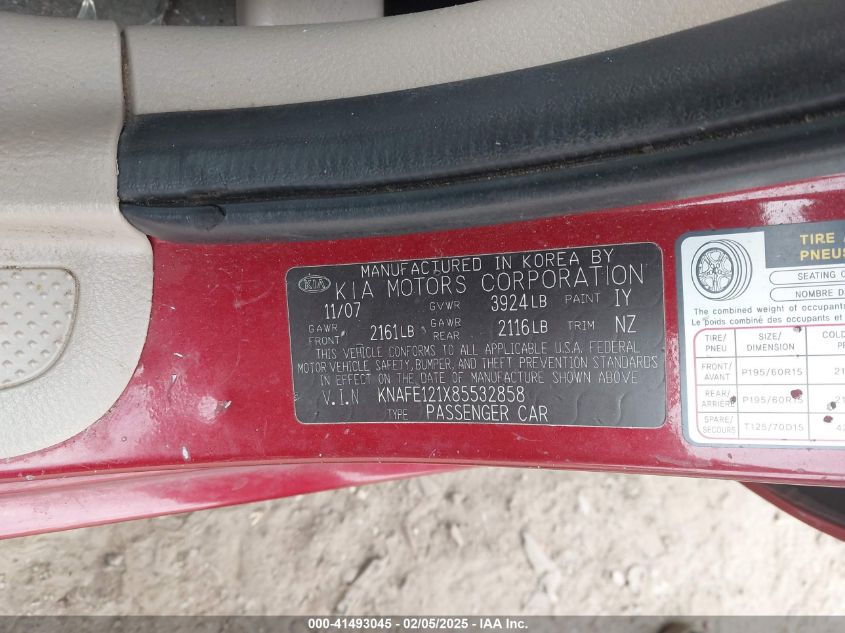 MANUFACTURED IN KOREA BY
KIA KIA MOTORS CORPORATION
11/07 GVWR 3924LB PAINT IY
GAWR FRONT 2161LB GAWR REAR 2116LB TRIM NZ
THIS VEHICLE CONFORMS TO ALL APPLICABLE U.S.A. FEDERAL
MOTOR VEHICLE SAFETY, BUMPER, AND THEFT PREVENTION STANDARDS
IN EFFECT ON THE DATE OF MANUFACTURE SHOWN ABOVE
V.I.N KNAFE121X85532858
TYPE PASSENGER CAR
TIRE
PNEUS
SEATING
NOMBRE
The combined weight of occupants
Le poids combiné des occupants et
TIRE/ PNEU SIZE/ DIMENSION
FRONT/ AVANT P195/60R15
REAR/ ARRIÈRE P195/60R15
SPARE/ SECOURS T125/70D15
000-41493045 - 02/05/2025 - IAA Inc.